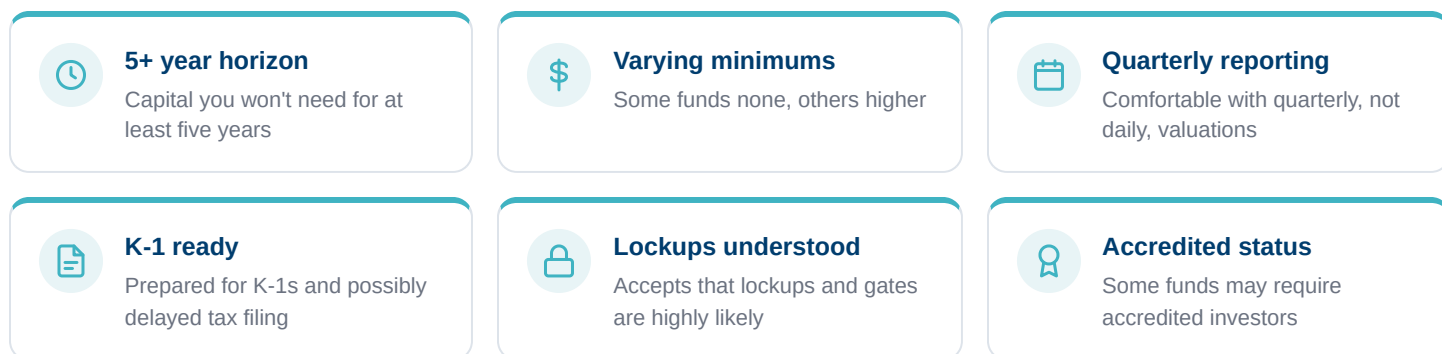 5+ year horizon
Capital you won't need for at
least five years
Varying minimums
Some funds none, others higher
Quarterly reporting
Comfortable with quarterly, not
daily, valuations
K-1 ready
Prepared for K-1s and possibly
delayed tax filing
Lockups understood
Accepts that lockups and gates
are highly likely
Accredited status
Some funds may require
accredited investors